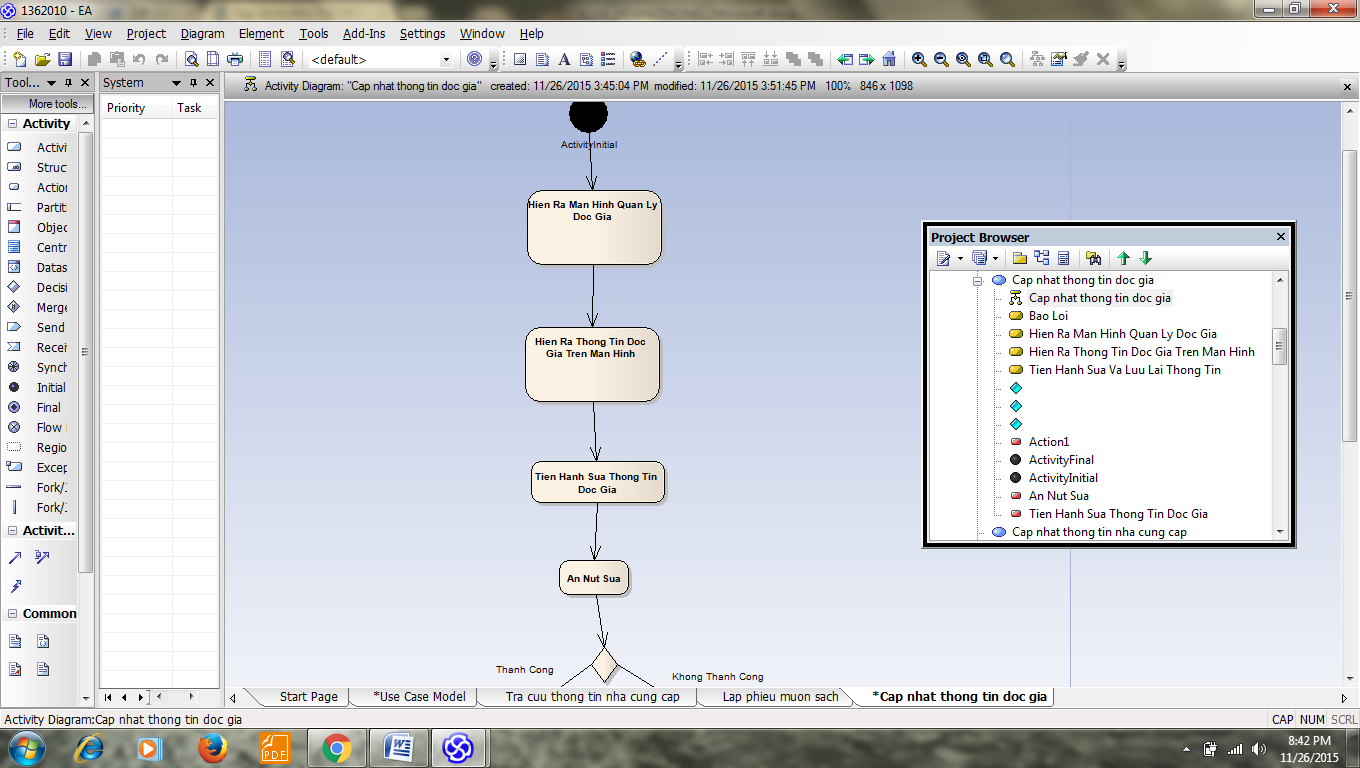 1362010 - EA
File Edit View Project Diagram Element Tools Add-Ins Settings Window Help
<default>
Tool...
System
Activity Diagram: "Cap nhat thong tin doc gia" created: 11/26/2015 3:45:04 PM modified: 11/26/2015 3:51:45 PM 100% 846 x 1098
More tools...
Priority Task
Activity
Activi
Struc
Action
Partiti
Objec
Centr
Datas
Decisi
Merge
Send
Recei
Synch
Initial
Final
Flow
Regio
Excep
Fork/J
Fork/J
Activit...
Common
ActivityInitial
Hien Ra Man Hinh Quan Ly
Doc Gia
Hien Ra Thong Tin Doc
Gia Tren Man Hinh
Tien Hanh Sua Thong Tin
Doc Gia
An Nut Sua
Thanh Cong
Khong Thanh Cong
Project Browser
Cap nhat thong tin doc gia
Cap nhat thong tin doc gia
Bao Loi
Hien Ra Man Hinh Quan Ly Doc Gia
Hien Ra Thong Tin Doc Gia Tren Man Hinh
Tien Hanh Sua Va Luu Lai Thong Tin
Action1
ActivityFinal
ActivityInitial
An Nut Sua
Tien Hanh Sua Thong Tin Doc Gia
Cap nhat thong tin nha cung cap
Start Page *Use Case Model Tra cuu thong tin nha cung cap Lap phieu muon sach *Cap nhat thong tin doc gia
Activity Diagram:Cap nhat thong tin doc gia
CAP NUM SCRL
PDF
8:42 PM
11/26/2015